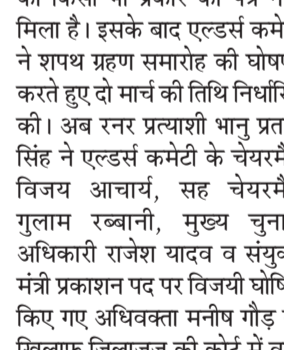 मिला है। इसके बाद एल्डर्स कमे
ने शपथ ग्रहण समारोह की घोष
करते हुए दो मार्च की तिथि निर्धारि
की। अब रनर प्रत्याशी भानु प्रत
सिंह ने एल्डर्स कमेटी के चेयरमै
विजय आचार्य, सह चेयरमै
गुलाम रब्बानी, मुख्य चुना
अधिकारी राजेश यादव व संयुक्
मंत्री प्रकाशन पद पर विजयी घोषि
किए गए अधिवक्ता मनीष गौड़
खिलाफ जिलाजज की कोर्ट में